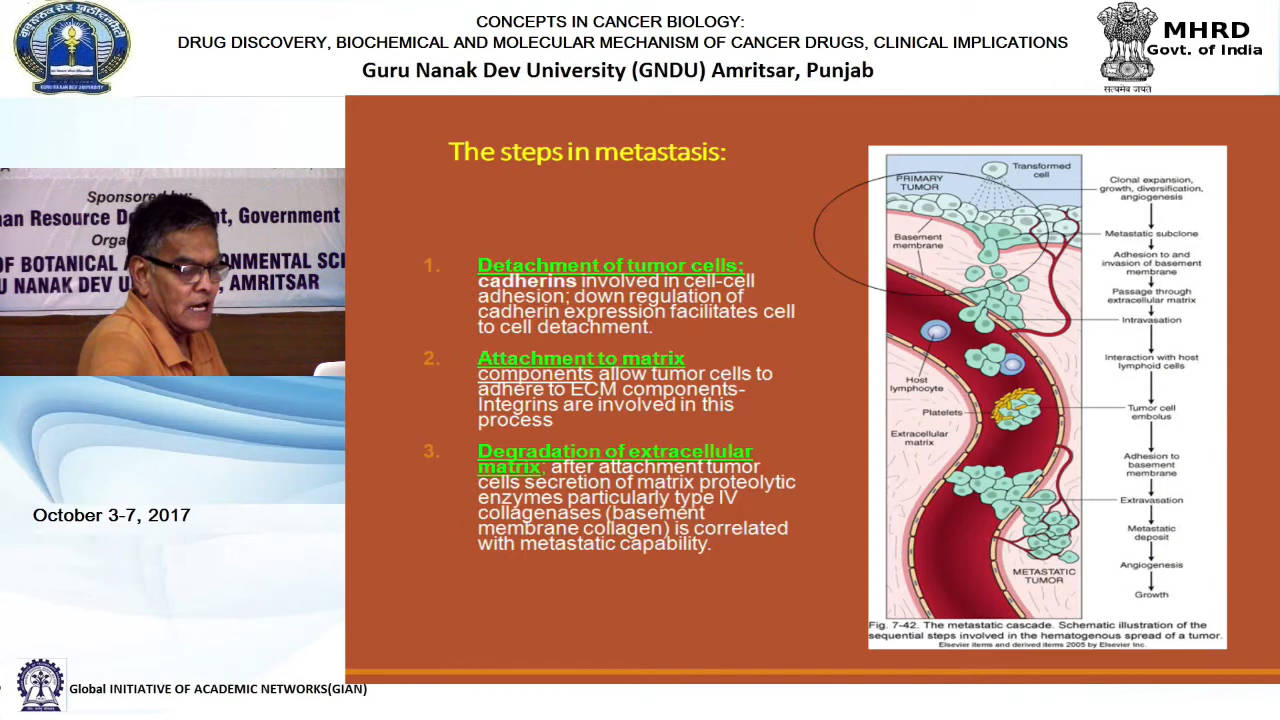 CONCEPTS IN CANCER BIOLOGY:
DRUG DISCOVERY, BIOCHEMICAL AND MOLECULAR MECHANISM OF CANCER DRUGS, CLINICAL IMPLICATIONS
Guru Nanak Dev University (GNDU) Amritsar, Punjab
MHRD
Govt. of India
सत्यमेव जयते
GURU NANAK DEV UNIVERSITY
Sponsored by:
Resource De nt, Government
Orga
OF BOTANICAL
NANAK DEV AMRITSAR
October 3-7, 2017
The steps in metastasis:
1. Detachment of tumor cells:
cadherins involved in cell-cell
adhesion; down regulation of
cadherin expression facilitates cell
to cell detachment.
2. Attachment to matrix
components allow tumor cells to
adhere to ECM components-
Integrins are involved in this
process
3. Degradation of extracellular
matrix; after attachment tumor
cells secretion of matrix proteolytic
enzymes particularly type IV
collagenases (basement
membrane collagen) is correlated
with metastatic capability.
Transformed
cell
PRIMARY
TUMOR
Basement
membrane
Host
lymphocyte
Platelets
Extracellular
matrix
METASTATIC
TUMOR
Clonal expansion,
growth, diversification,
angiogenesis
Metastatic subclone
Adhesion to and
invasion of basement
membrane
Passage through
extracellular matrix
Intravasation
Interaction with host
lymphoid cells
Tumor cell
embolus
Adhesion to
basement
membrane
Extravasation
Metastatic
deposit
Angiogenesis
Growth
Fig. 7-42. The metastatic cascade. Schematic illustration of the
sequential steps involved in the hematogenous spread of a tumor.
Elsevier items and derived items 2005 by Elsevier Inc.
Global INITIATIVE OF ACADEMIC NETWORKS(GIAN)